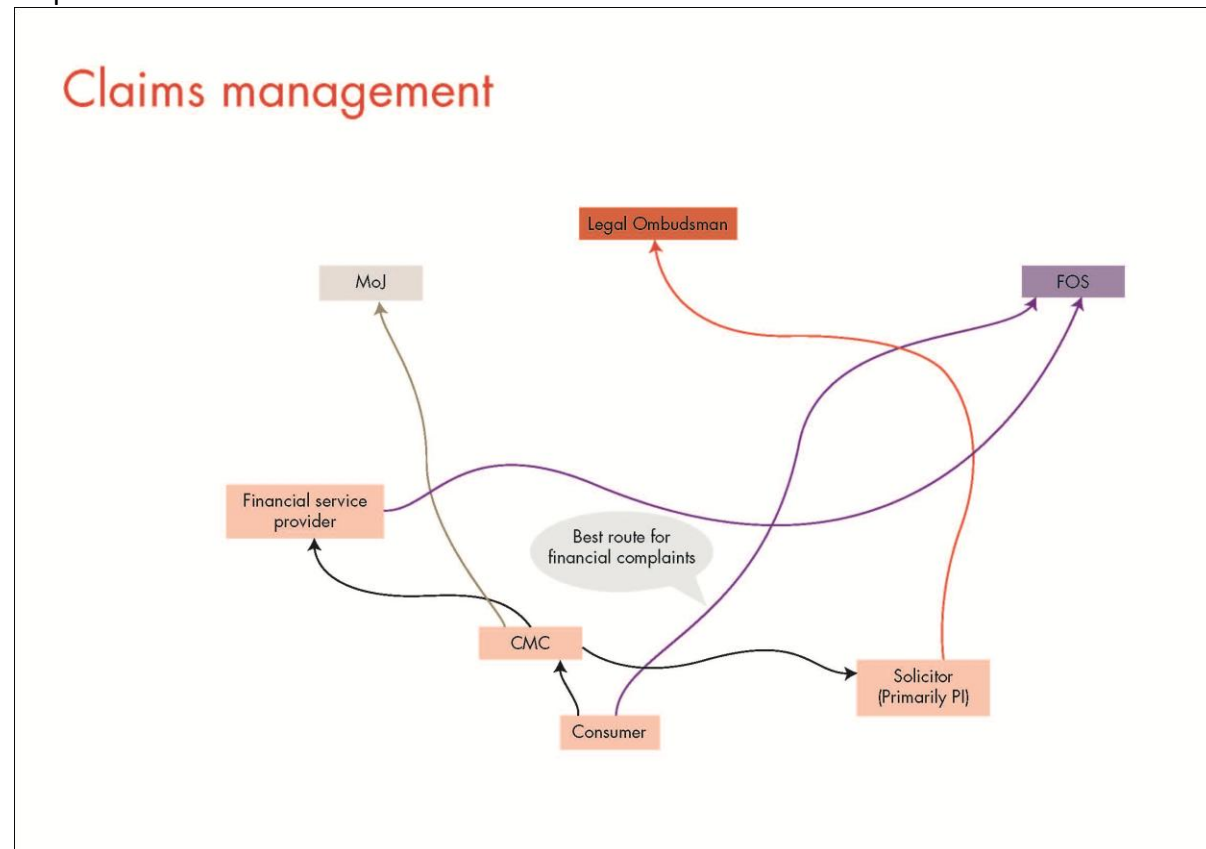 Claims management
Legal Ombudsman
MoJ
FOS
Financial service
provider
Best route for
financial complaints
CMC
Solicitor
(Primarily PI)
Consumer